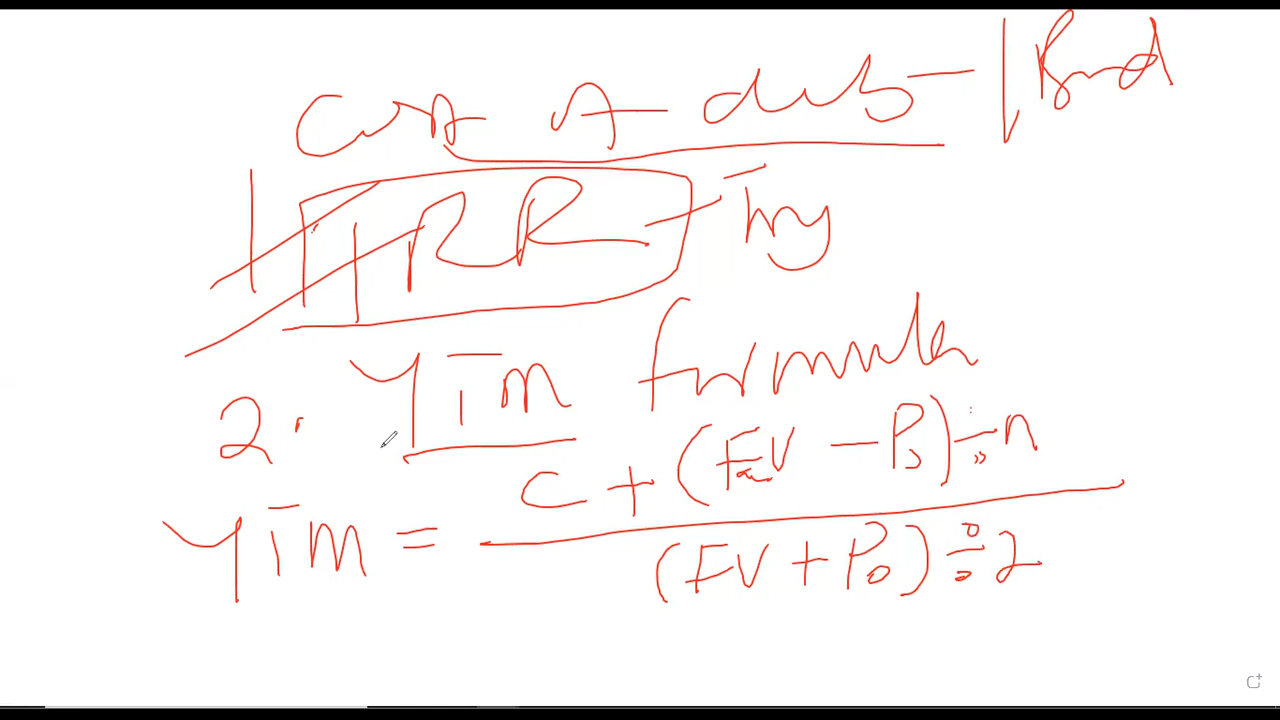 Cost of debt - | Bond
IRR - Try
2. YTM formula
C + (FV - P0) ÷ n
YTM =
(FV + P0) ÷ 2